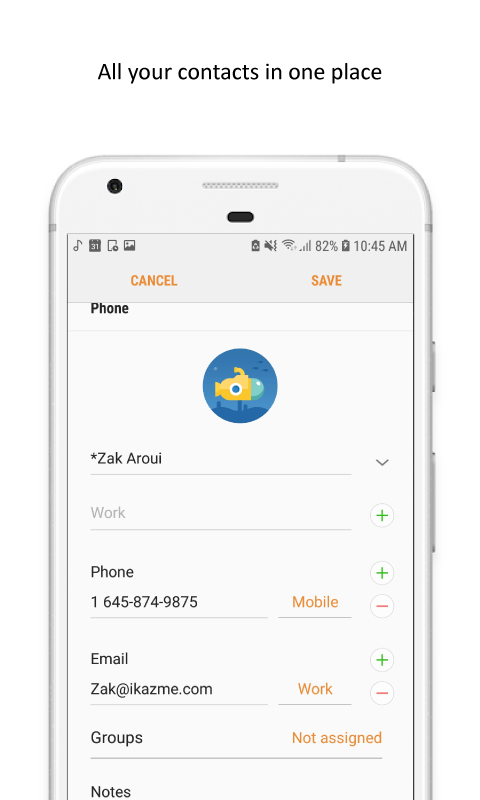 All your contacts in one place
31 82% 10:45 AM
CANCEL SAVE
Phone
*Zak Aroui
Work
Phone
1 645-874-9875 Mobile
Email
Zak@ikazme.com Work
Groups Not assigned
Notes